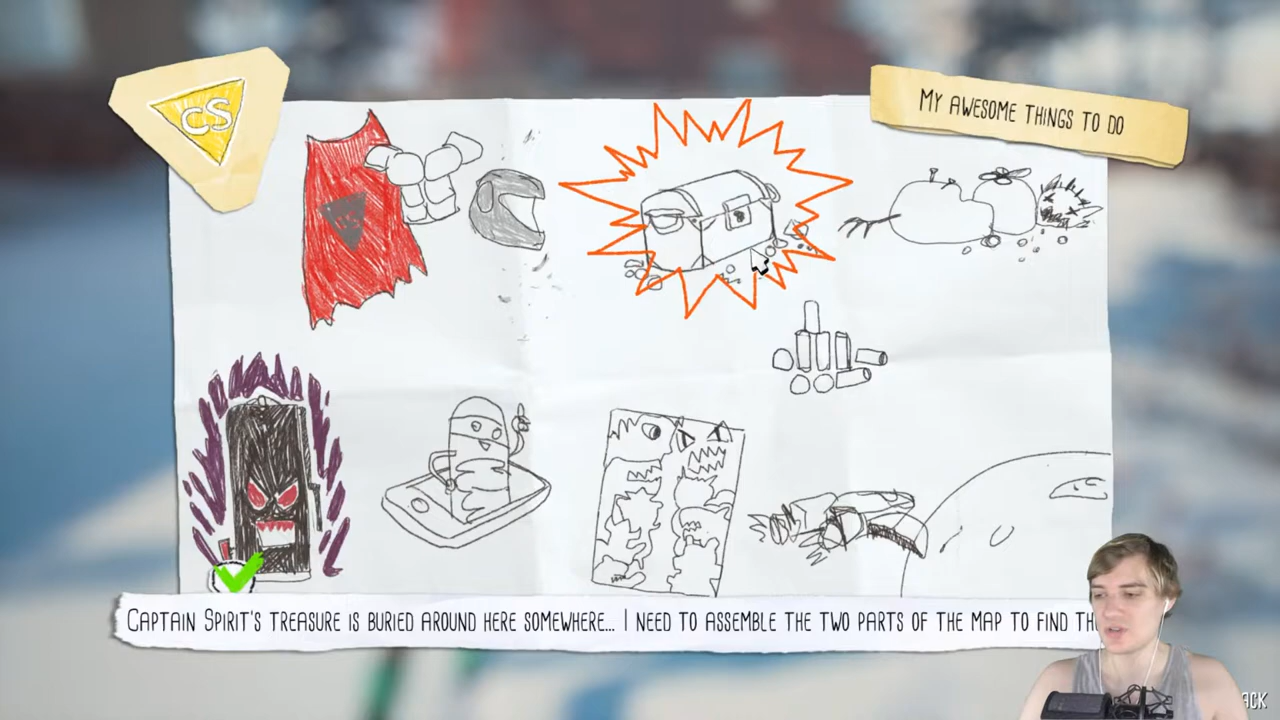 CS
MY AWESOME THINGS TO DO
CAPTAIN SPIRIT'S TREASURE IS BURIED AROUND HERE SOMEWHERE... I NEED TO ASSEMBLE THE TWO PARTS OF THE MAP TO FIND